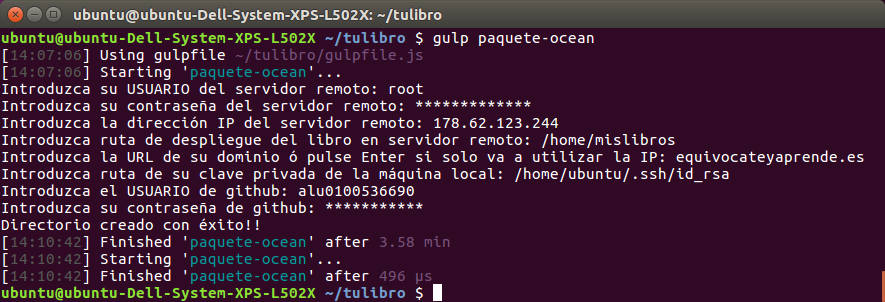 ubuntu@ubuntu-Dell-System-XPS-L502X: ~/tulibro
ubuntu@ubuntu-Dell-System-XPS-L502X ~/tulibro $ gulp paquete-ocean
[14:07:06] Using gulpfile ~/tulibro/gulpfile.js
[14:07:06] Starting 'paquete-ocean'...
Introduzca su USUARIO del servidor remoto: root
Introduzca su contraseña del servidor remoto: *************
Introduzca la dirección IP del servidor remoto: 178.62.123.244
Introduzca ruta de despliegue del libro en servidor remoto: /home/mislibros
Introduzca la URL de su dominio ó pulse Enter si solo va a utilizar la IP: equivocateyaprende.es
Introduzca ruta de su clave privada de la máquina local: /home/ubuntu/.ssh/id_rsa
Introduzca el USUARIO de github: alu0100536690
Introduzca su contraseña de github: ***********
Directorio creado con éxito!!
[14:10:42] Finished 'paquete-ocean' after 3.58 min
[14:10:42] Starting 'paquete-ocean'...
[14:10:42] Finished 'paquete-ocean' after 496 μs
ubuntu@ubuntu-Dell-System-XPS-L502X ~/tulibro $